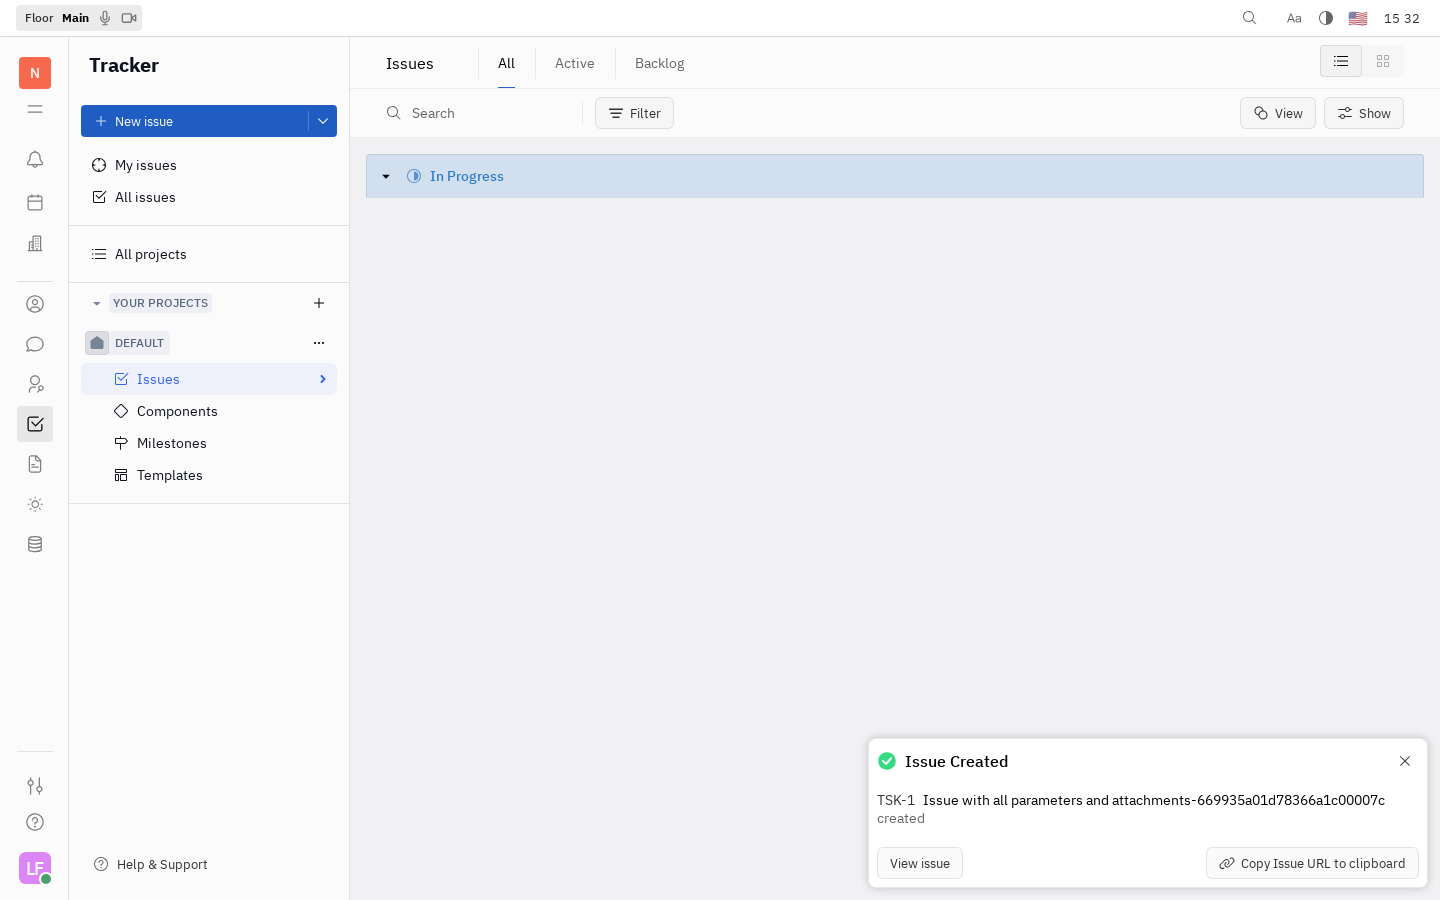 Floor Main
Aa
15 32
N
Tracker
New issue
My issues
All issues
All projects
YOUR PROJECTS
DEFAULT
Issues
Components
Milestones
Templates
Help & Support
LF
Issues
All
Active
Backlog
Search
Filter
View
Show
In Progress
Issue Created
TSK-1 Issue with all parameters and attachments-669935a01d78366a1c00007c
created
View issue
Copy Issue URL to clipboard